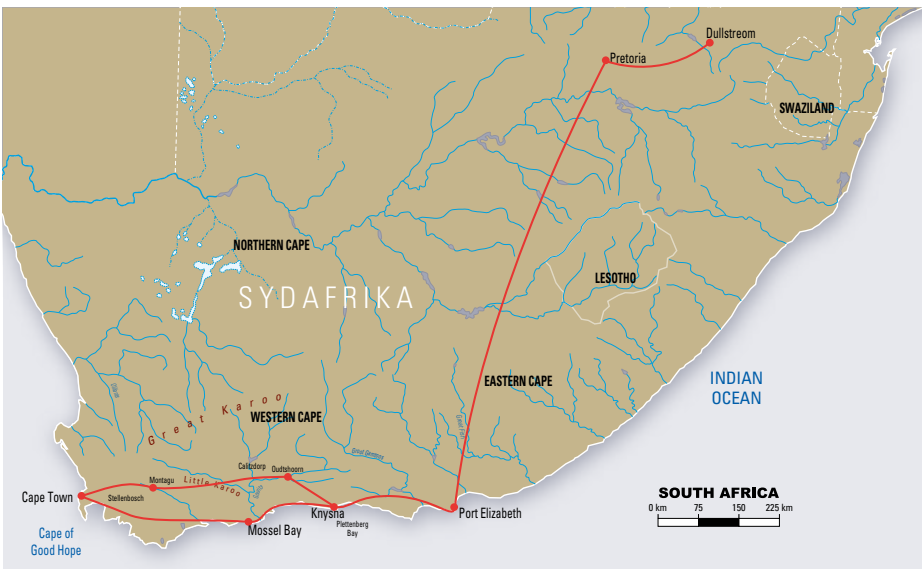 Dullstreom
Pretoria
SWAZILAND
NORTHERN CAPE
LESOTHO
SYDAFRIKA
EASTERN CAPE
INDIAN
OCEAN
Great Karoo
WESTERN CAPE
Calitzdorp
Oudtshoorn
Montagu
Little Karoo
Cape Town
Stellenbosch
Knysna
Port Elizabeth
Plettenberg
Bay
Mossel Bay
Cape of
Good Hope
SOUTH AFRICA
0 km 75 150 225 km